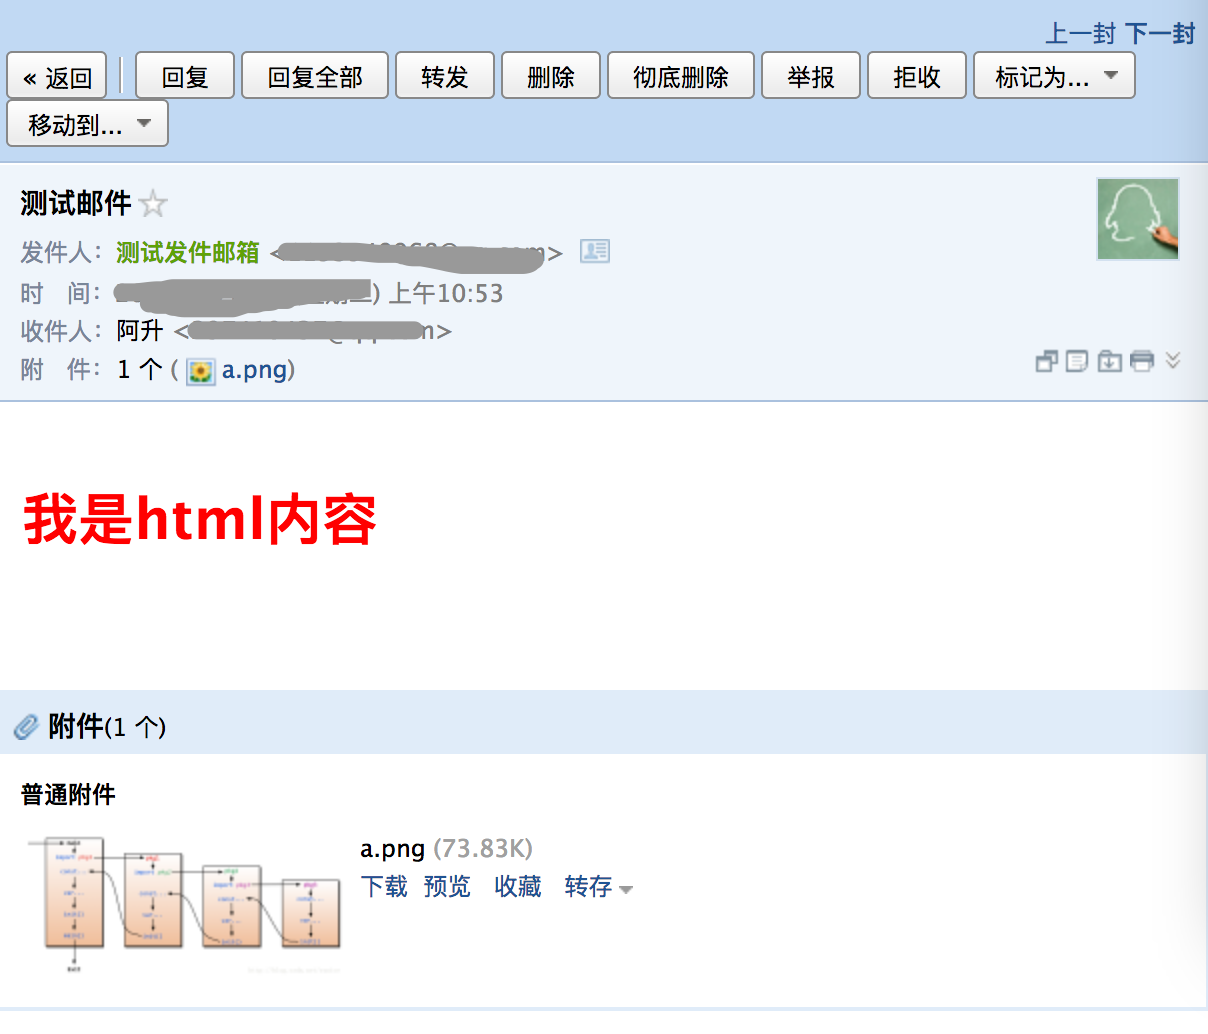 上一封 下一封
« 返回 回复 回复全部 转发 删除 彻底删除 举报 拒收 标记为...
移动到...
测试邮件
发件人： 测试发件邮箱 < >
时 间： ) 上午10:53
收件人： 阿升 < n>
附 件： 1 个 ( a.png)
我是html内容
附件(1 个)
普通附件
a.png (73.83K)
下载 预览 收藏 转存